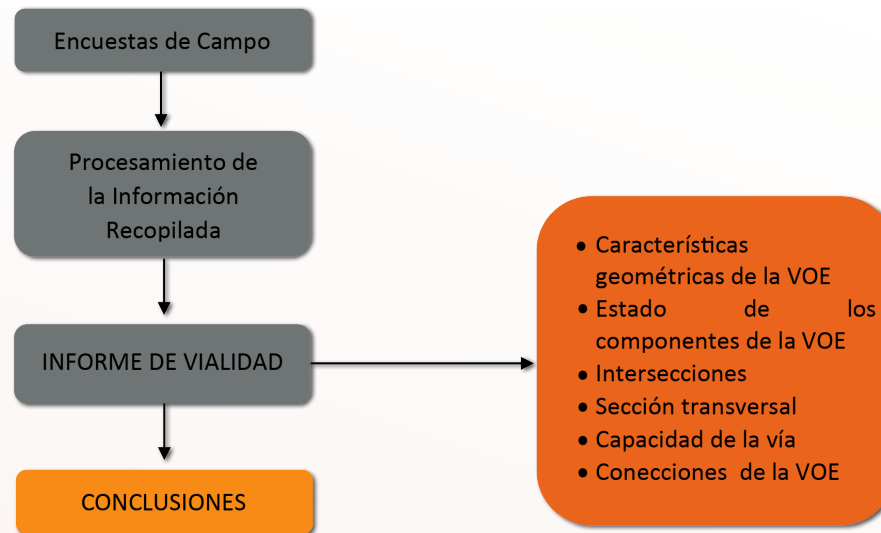 Encuestas de Campo
Procesamiento de
la Información
Recopilada
INFORME DE VIALIDAD
CONCLUSIONES
• Características
geométricas de la VOE
• Estado de los
componentes de la VOE
• Intersecciones
• Sección transversal
• Capacidad de la vía
• Conecciones de la VOE